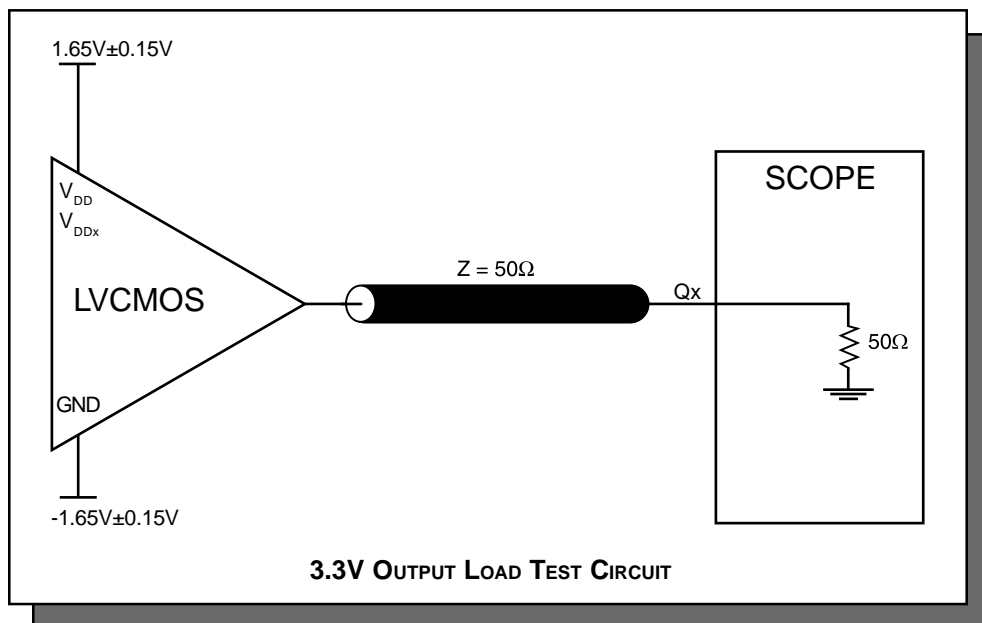 1.65V±0.15V
V_DD
V_DDx
LVCMOS
GND
-1.65V±0.15V
Z = 50Ω
Qx
SCOPE
50Ω
3.3V OUTPUT LOAD TEST CIRCUIT